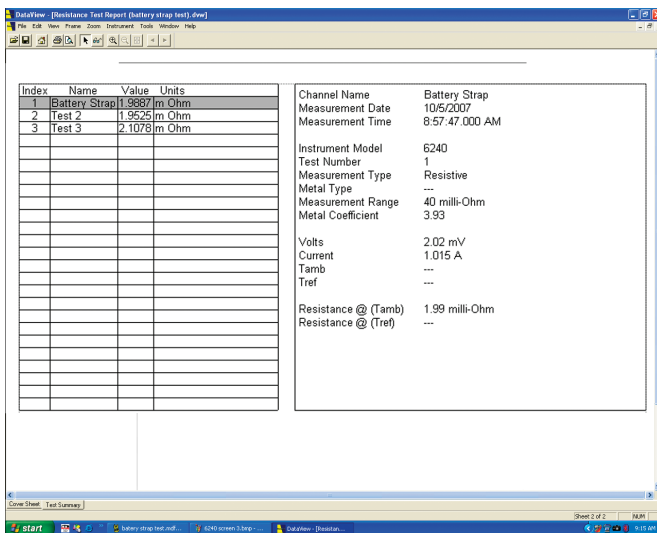 DataView - [Resistance Test Report (battery strap test).dvw]
File Edit View Frame Zoom Instrument Tools Window Help
Index Name Value Units
1 Battery Strap 1.9887 m Ohm
2 Test 2 1.9525 m Ohm
3 Test 3 2.1078 m Ohm
Channel Name Battery Strap
Measurement Date 10/5/2007
Measurement Time 8:57:47.000 AM
Instrument Model 6240
Test Number 1
Measurement Type Resistive
Metal Type ---
Measurement Range 40 milli-Ohm
Metal Coefficient 3.93
Volts 2.02 mV
Current 1.015 A
Tamb ---
Tref ---
Resistance @ (Tamb) 1.99 milli-Ohm
Resistance @ (Tref) ---
Cover Sheet Test Summary
Sheet 2 of 2 NUM
start batery strap test.mdf... 6240 screen 3.bmp - ... DataView - [Resistan... 9:15 AM